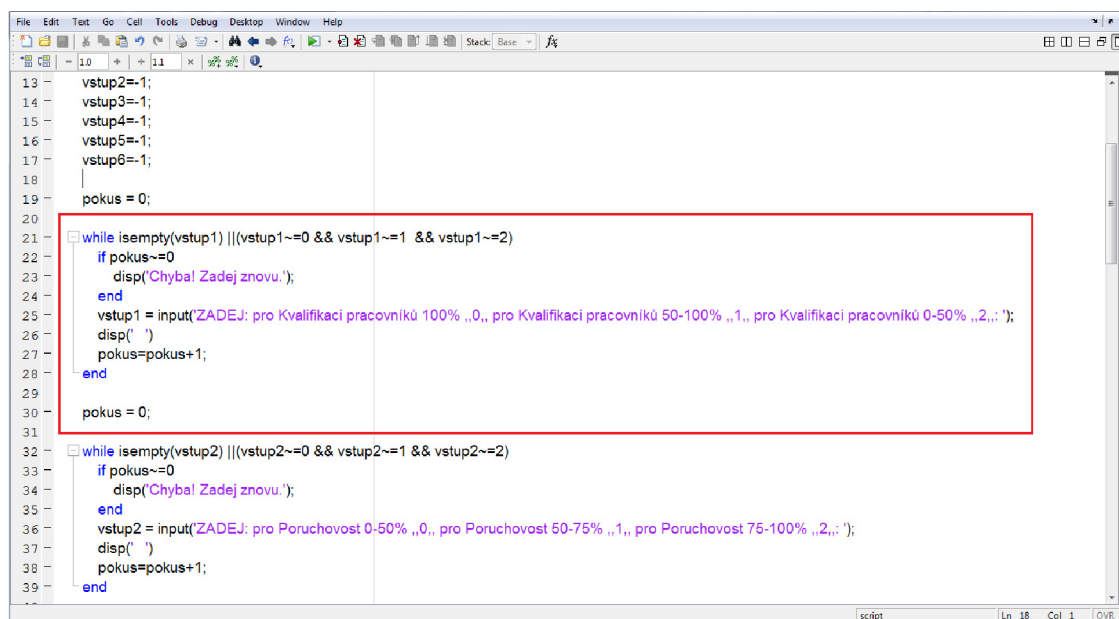 File Edit Text Go Cell Tools Debug Desktop Window Help
Stack: Base fx
- 1.0 + ÷ 1.1 ×
13 - vstup2=-1;
14 - vstup3=-1;
15 - vstup4=-1;
16 - vstup5=-1;
17 - vstup6=-1;
18
19 - pokus = 0;
20
21 - while isempty(vstup1) ||(vstup1~=0 && vstup1~=1  && vstup1~=2)
22 - if pokus~=0
23 - disp('Chyba! Zadej znovu.');
24 - end
25 - vstup1 = input('ZADEJ: pro Kvalifikaci pracovníků 100% ,,0,, pro Kvalifikaci pracovníků 50-100% ,,1,, pro Kvalifikaci pracovníků 0-50% ,,2,,: ');
26 - disp('  ')
27 - pokus=pokus+1;
28 - end
29
30 - pokus = 0;
31
32 - while isempty(vstup2) ||(vstup2~=0 && vstup2~=1 && vstup2~=2)
33 - if pokus~=0
34 - disp('Chyba! Zadej znovu.');
35 - end
36 - vstup2 = input('ZADEJ: pro Poruchovost 0-50% ,,0,, pro Poruchovost 50-75% ,,1,, pro Poruchovost 75-100% ,,2,,: ');
37 - disp('  ')
38 - pokus=pokus+1;
39 - end
script Ln 18 Col 1 OVR